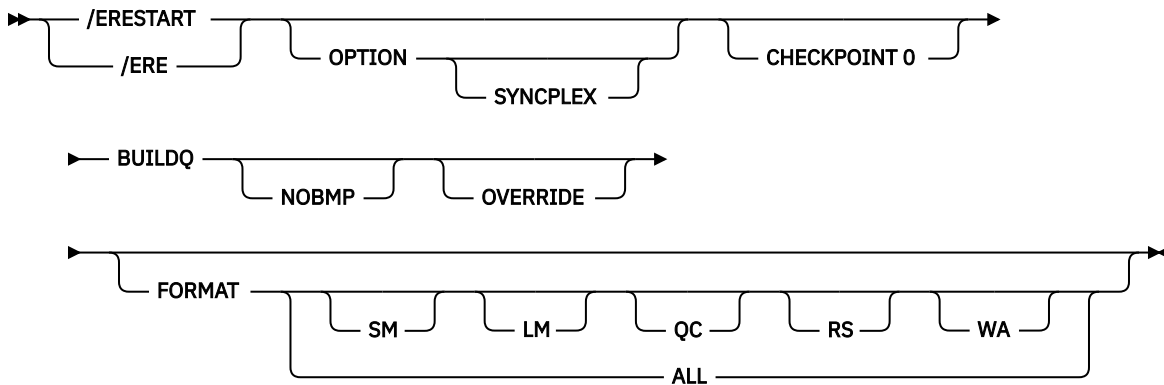 /ERESTART
/ERE
OPTION
SYNCPLEX
CHECKPOINT 0
BUILDQ
NOBMP
OVERRIDE
FORMAT
SM LM QC RS WA
ALL